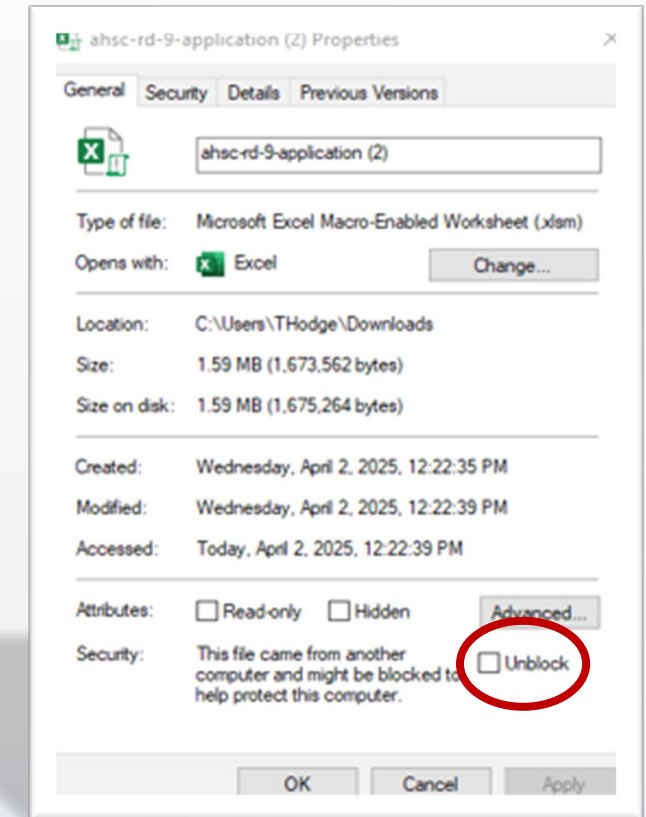 ahsc-rd-9-application (2) Properties
General Security Details Previous Versions
ahsc-rd-9-application (2)
Type of file: Microsoft Excel Macro-Enabled Worksheet (.xlsm)
Opens with: Excel Change...
Location: C:\Users\THodge\Downloads
Size: 1.59 MB (1,673,562 bytes)
Size on disk: 1.59 MB (1,675,264 bytes)
Created: Wednesday, April 2, 2025, 12:22:35 PM
Modified: Wednesday, April 2, 2025, 12:22:39 PM
Accessed: Today, April 2, 2025, 12:22:39 PM
Attributes: Read-only Hidden Advanced...
Security: This file came from another
computer and might be blocked to Unblock
help protect this computer.
OK Cancel Apply